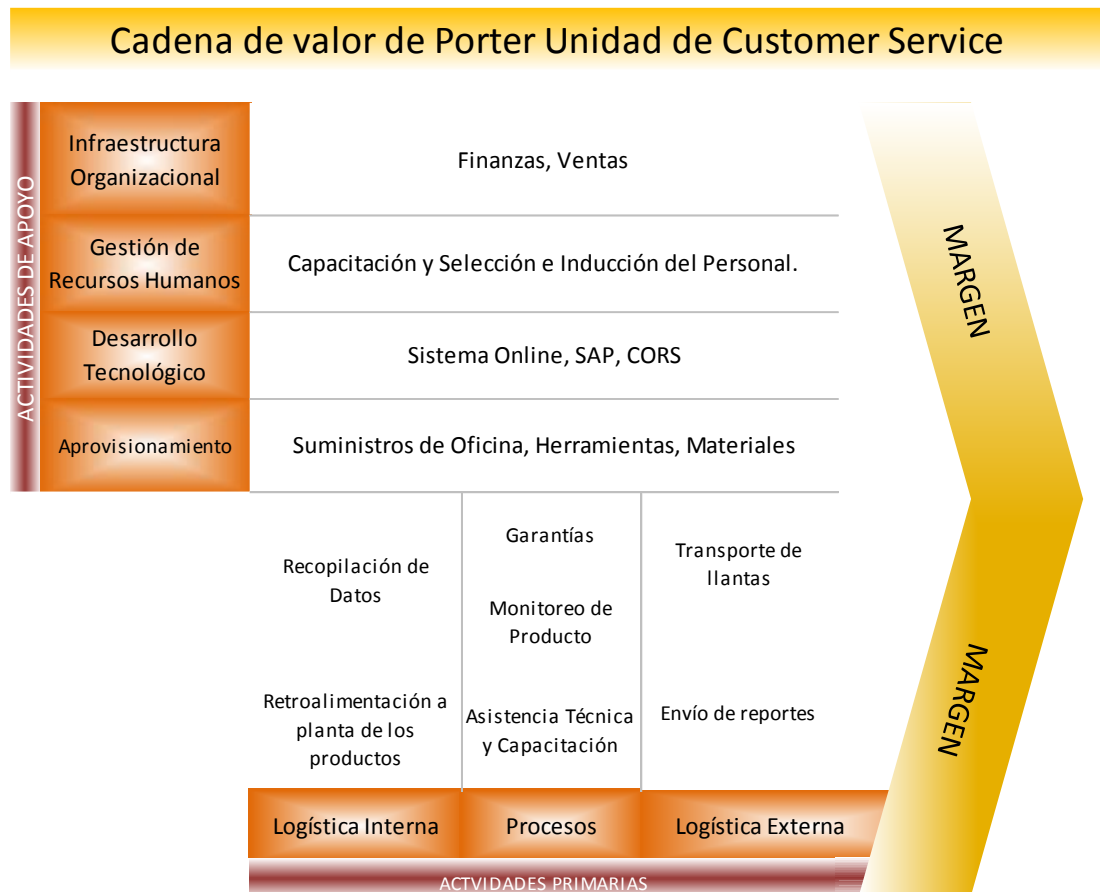 Cadena de valor de Porter Unidad de Customer Service
ACTIVIDADES DE APOYO
Infraestructura
Organizacional
Finanzas, Ventas
Gestión de
Recursos Humanos
Capacitación y Selección e Inducción del Personal.
Desarrollo
Tecnológico
Sistema Online, SAP, CORS
Aprovisionamiento
Suministros de Oficina, Herramientas, Materiales
MARGEN
Recopilación de
Datos
Retroalimentación a
planta de los
productos
Garantías
Monitoreo de
Producto
Asistencia Técnica
y Capacitación
Transporte de
llantas
Envío de reportes
MARGEN
Logística Interna
Procesos
Logística Externa
ACTVIDADES PRIMARIAS